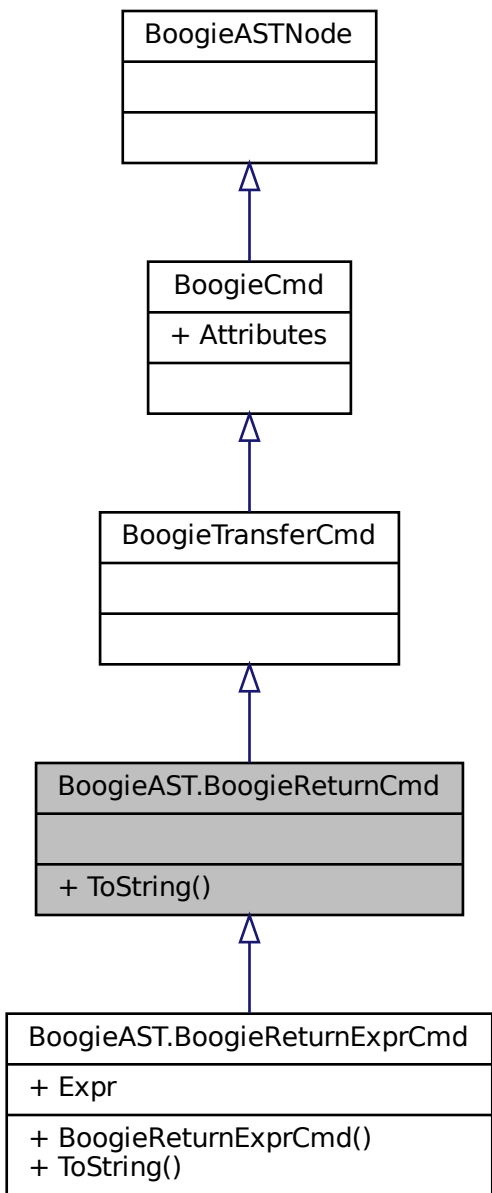 BoogieASTNode
BoogieCmd
+ Attributes
BoogieTransferCmd
BoogieAST.BoogieReturnCmd
+ ToString()
BoogieAST.BoogieReturnExprCmd
+ Expr
+ BoogieReturnExprCmd()
+ ToString()